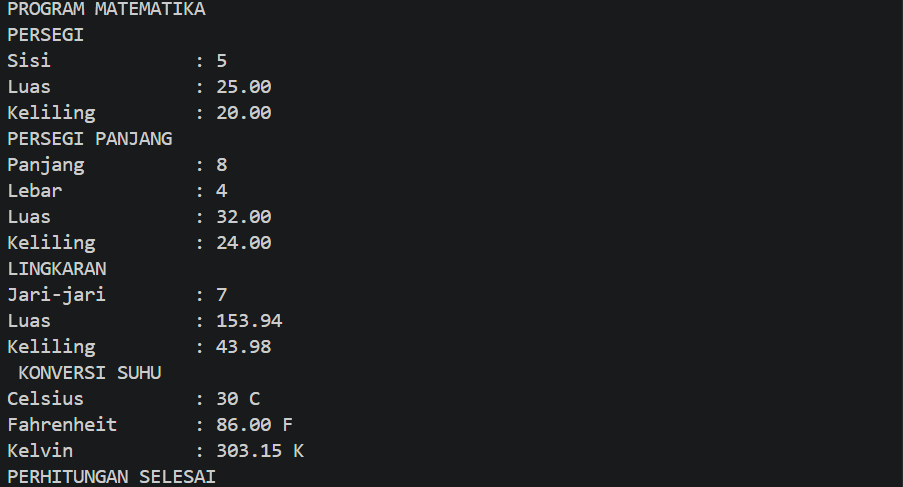 PROGRAM MATEMATIKA
PERSEGI
Sisi             : 5
Luas             : 25.00
Keliling         : 20.00
PERSEGI PANJANG
Panjang          : 8
Lebar            : 4
Luas             : 32.00
Keliling         : 24.00
LINGKARAN
Jari-jari        : 7
Luas             : 153.94
Keliling         : 43.98
 KONVERSI SUHU
Celsius          : 30 C
Fahrenheit       : 86.00 F
Kelvin           : 303.15 K
PERHITUNGAN SELESAI